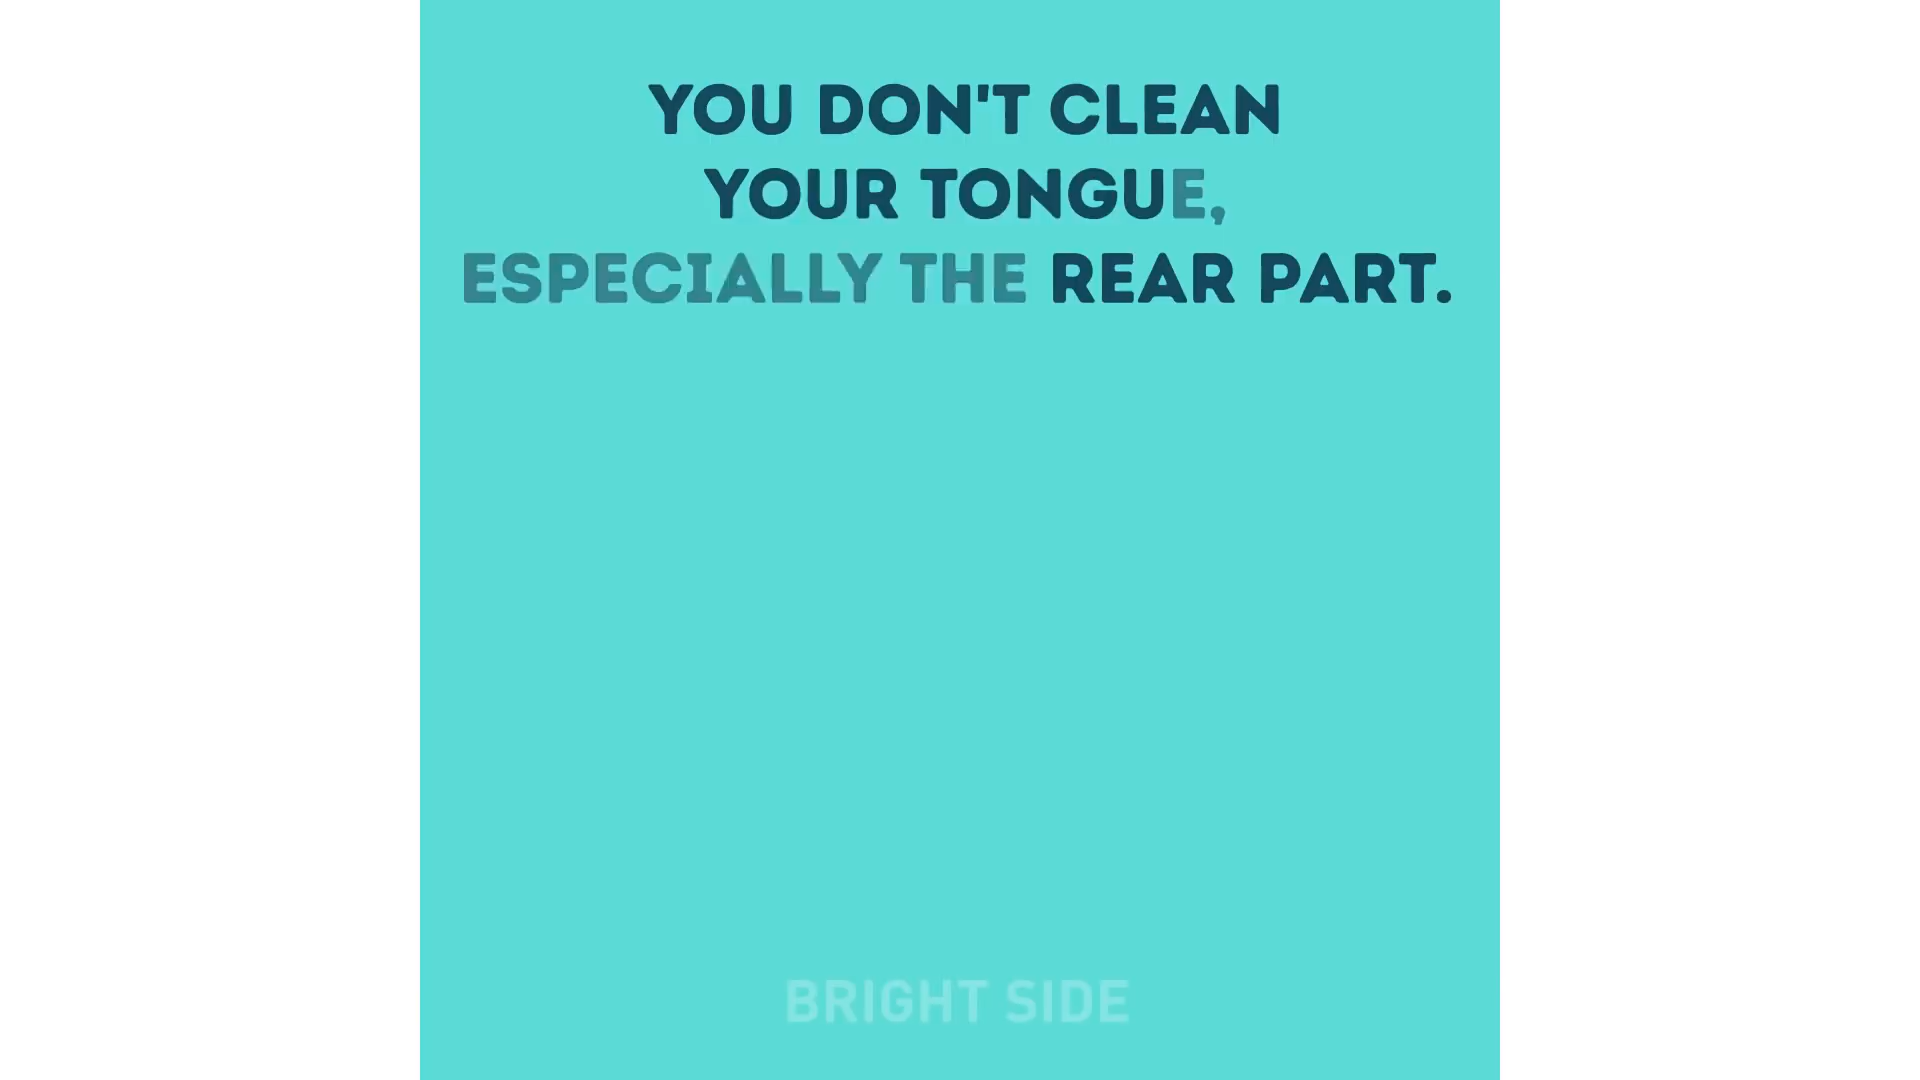 YOU DON'T CLEAN
YOUR TONGUE,
ESPECIALLY THE REAR PART.
BRIGHT SIDE